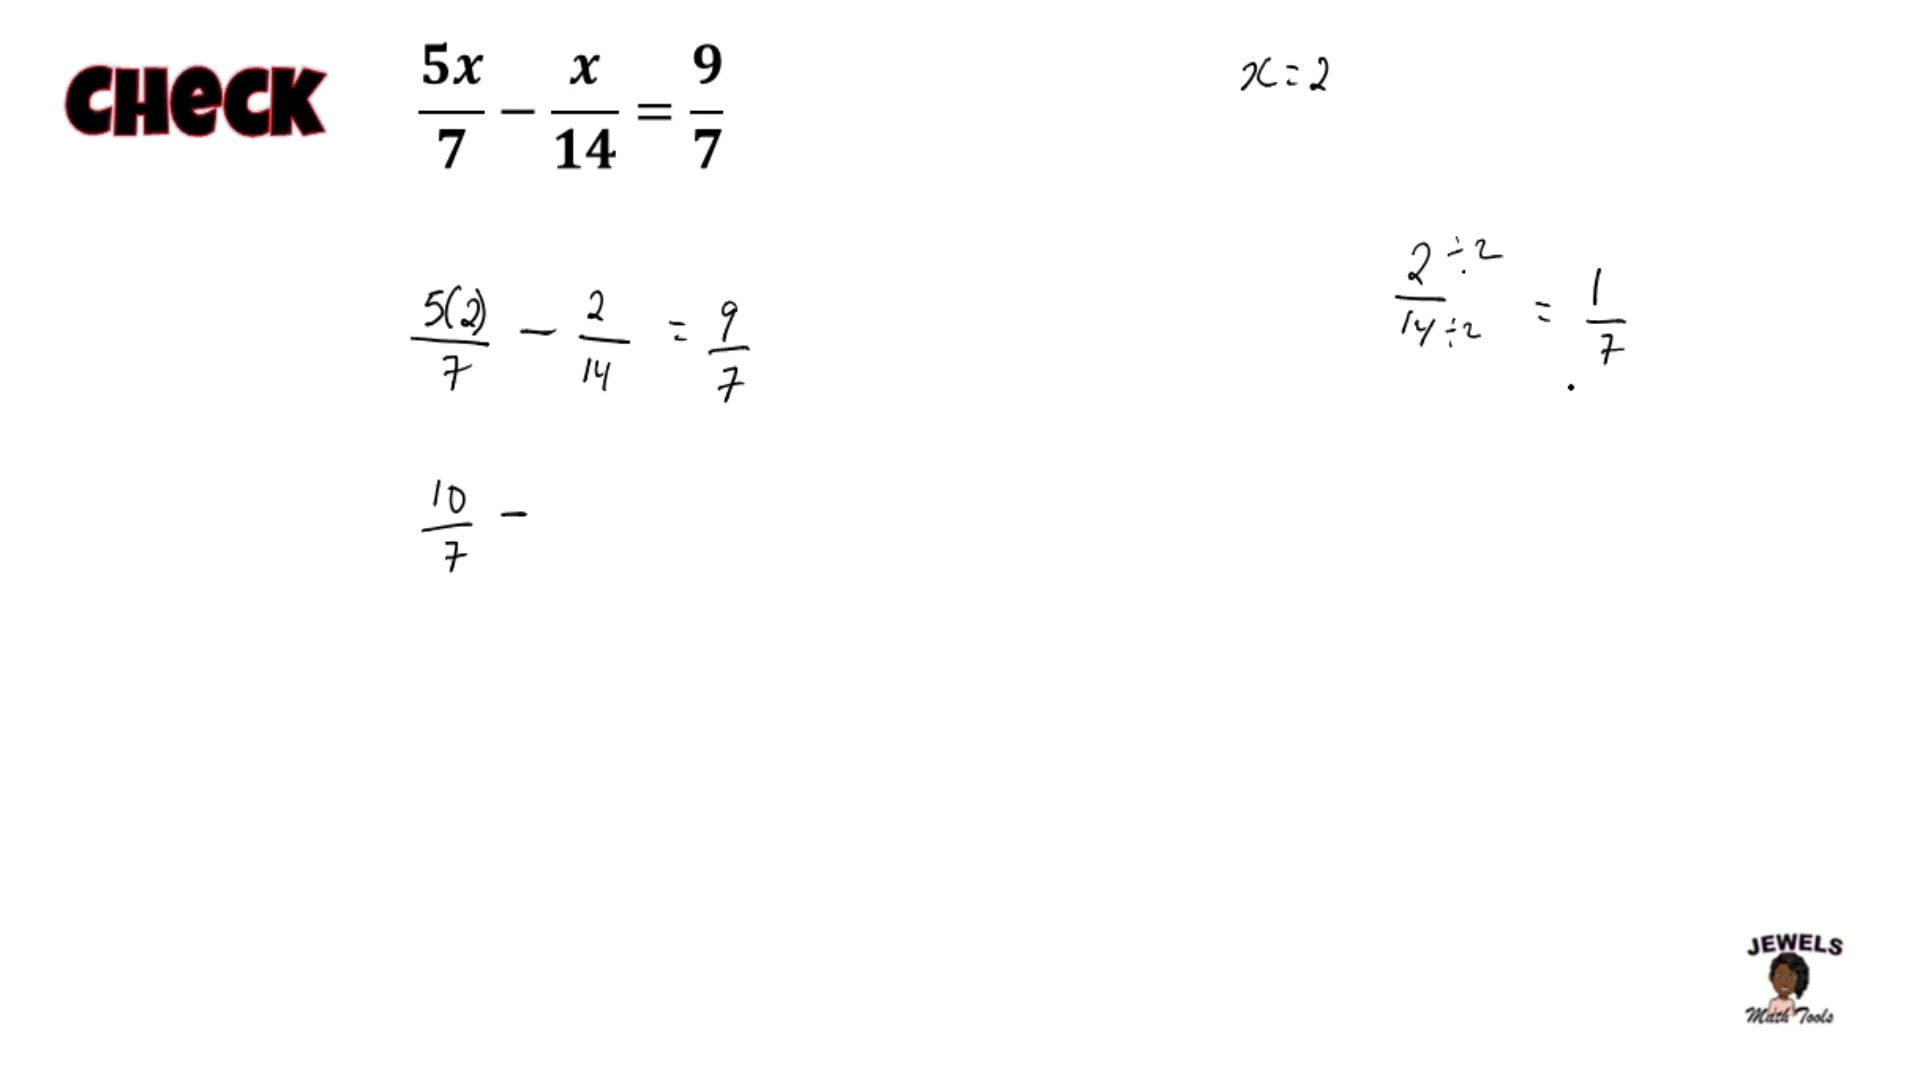 CHECK
5x/7 − x/14 = 9/7
x = 2
5(2)/7 − 2/14 = 9/7
2 ÷2 / 14 ÷2 = 1/7
10/7 −
JEWELS
Math Tools